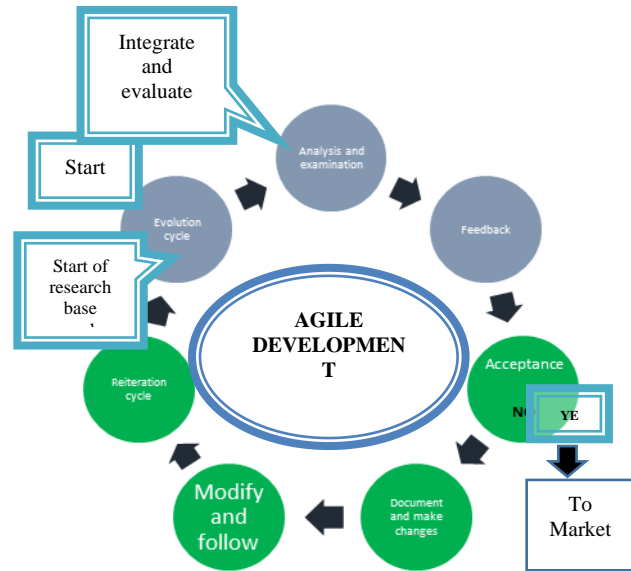 Integrate
and
evaluate
Start
Analysis and
examination
Evolution
cycle
Feedback
Start of
research
base
AGILE
DEVELOPMEN
T
Reiteration cycle
Acceptance
NO
YE
To
Market
Document
and make
changes
Modify
and
follow